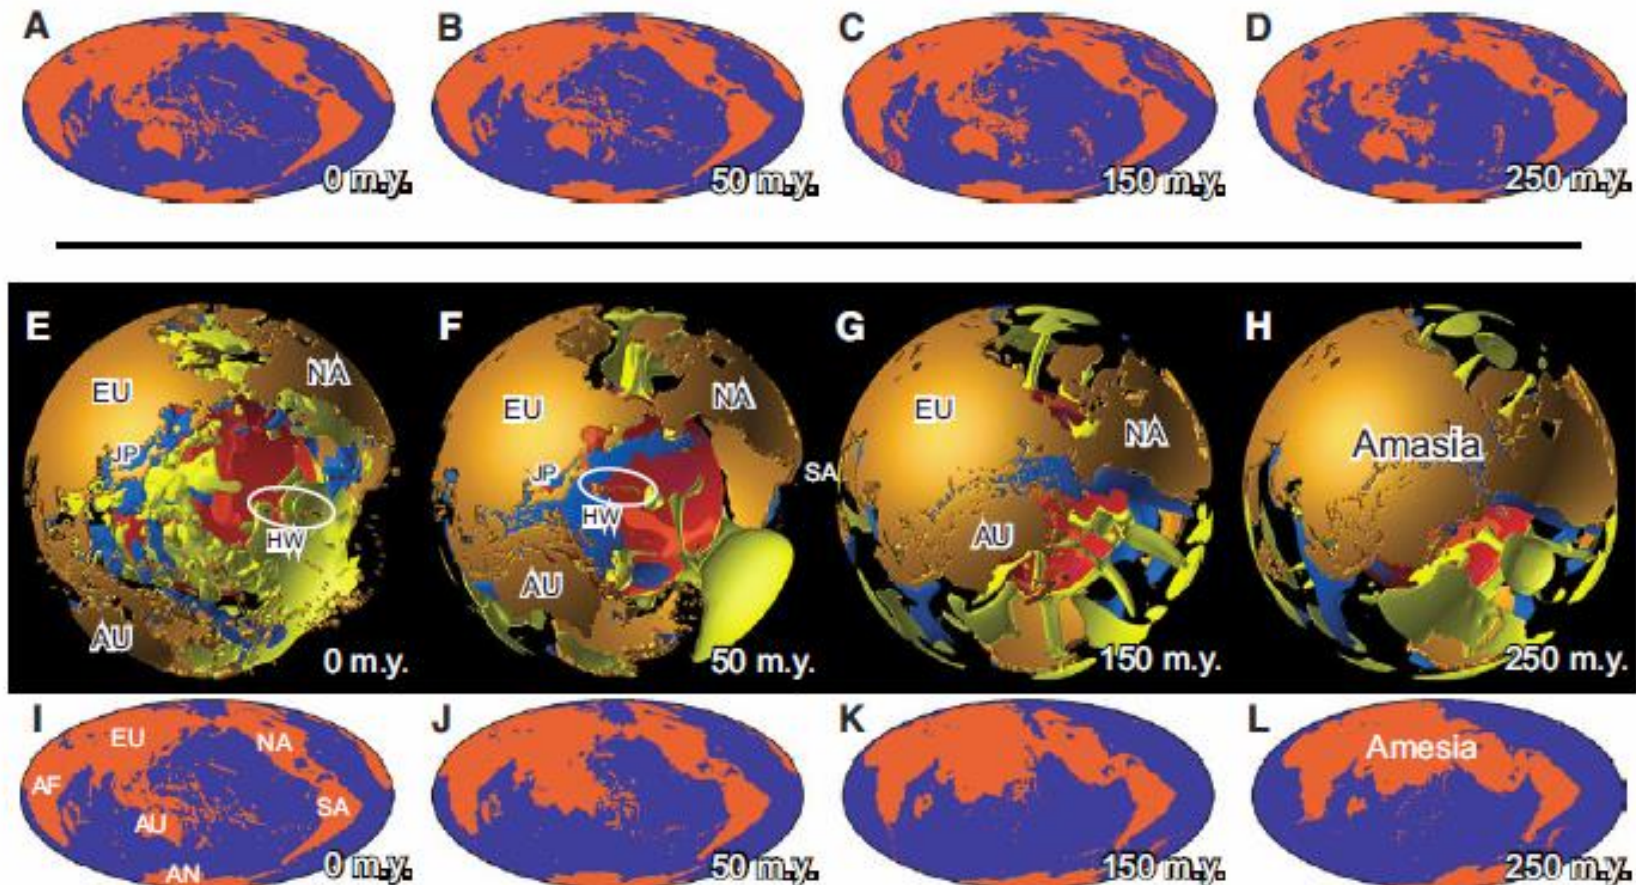 A
B
C
D
0 m.y.
50 m.y.
150 m.y.
250 m.y.
E
F
G
H
EU
NA
JP
HW
AU
0 m.y.
EU
NA
JP
HW
AU
SA
50 m.y.
EU
NA
AU
150 m.y.
Amasia
250 m.y.
I
J
K
L
EU
NA
AF
SA
AU
AN
0 m.y.
50 m.y.
150 m.y.
Amesia
250 m.y.